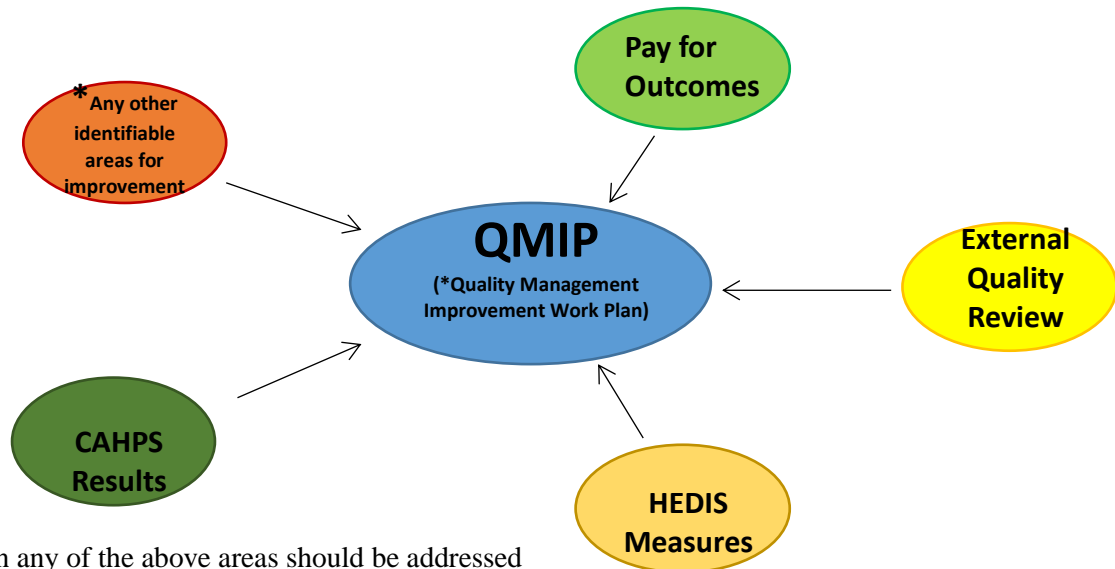 Pay for
Outcomes
*Any other
identifiable
areas for
improvement
QMIP
(*Quality Management
Improvement Work Plan)
External
Quality
Review
CAHPS
Results
HEDIS
Measures
any of the above areas should be addressed